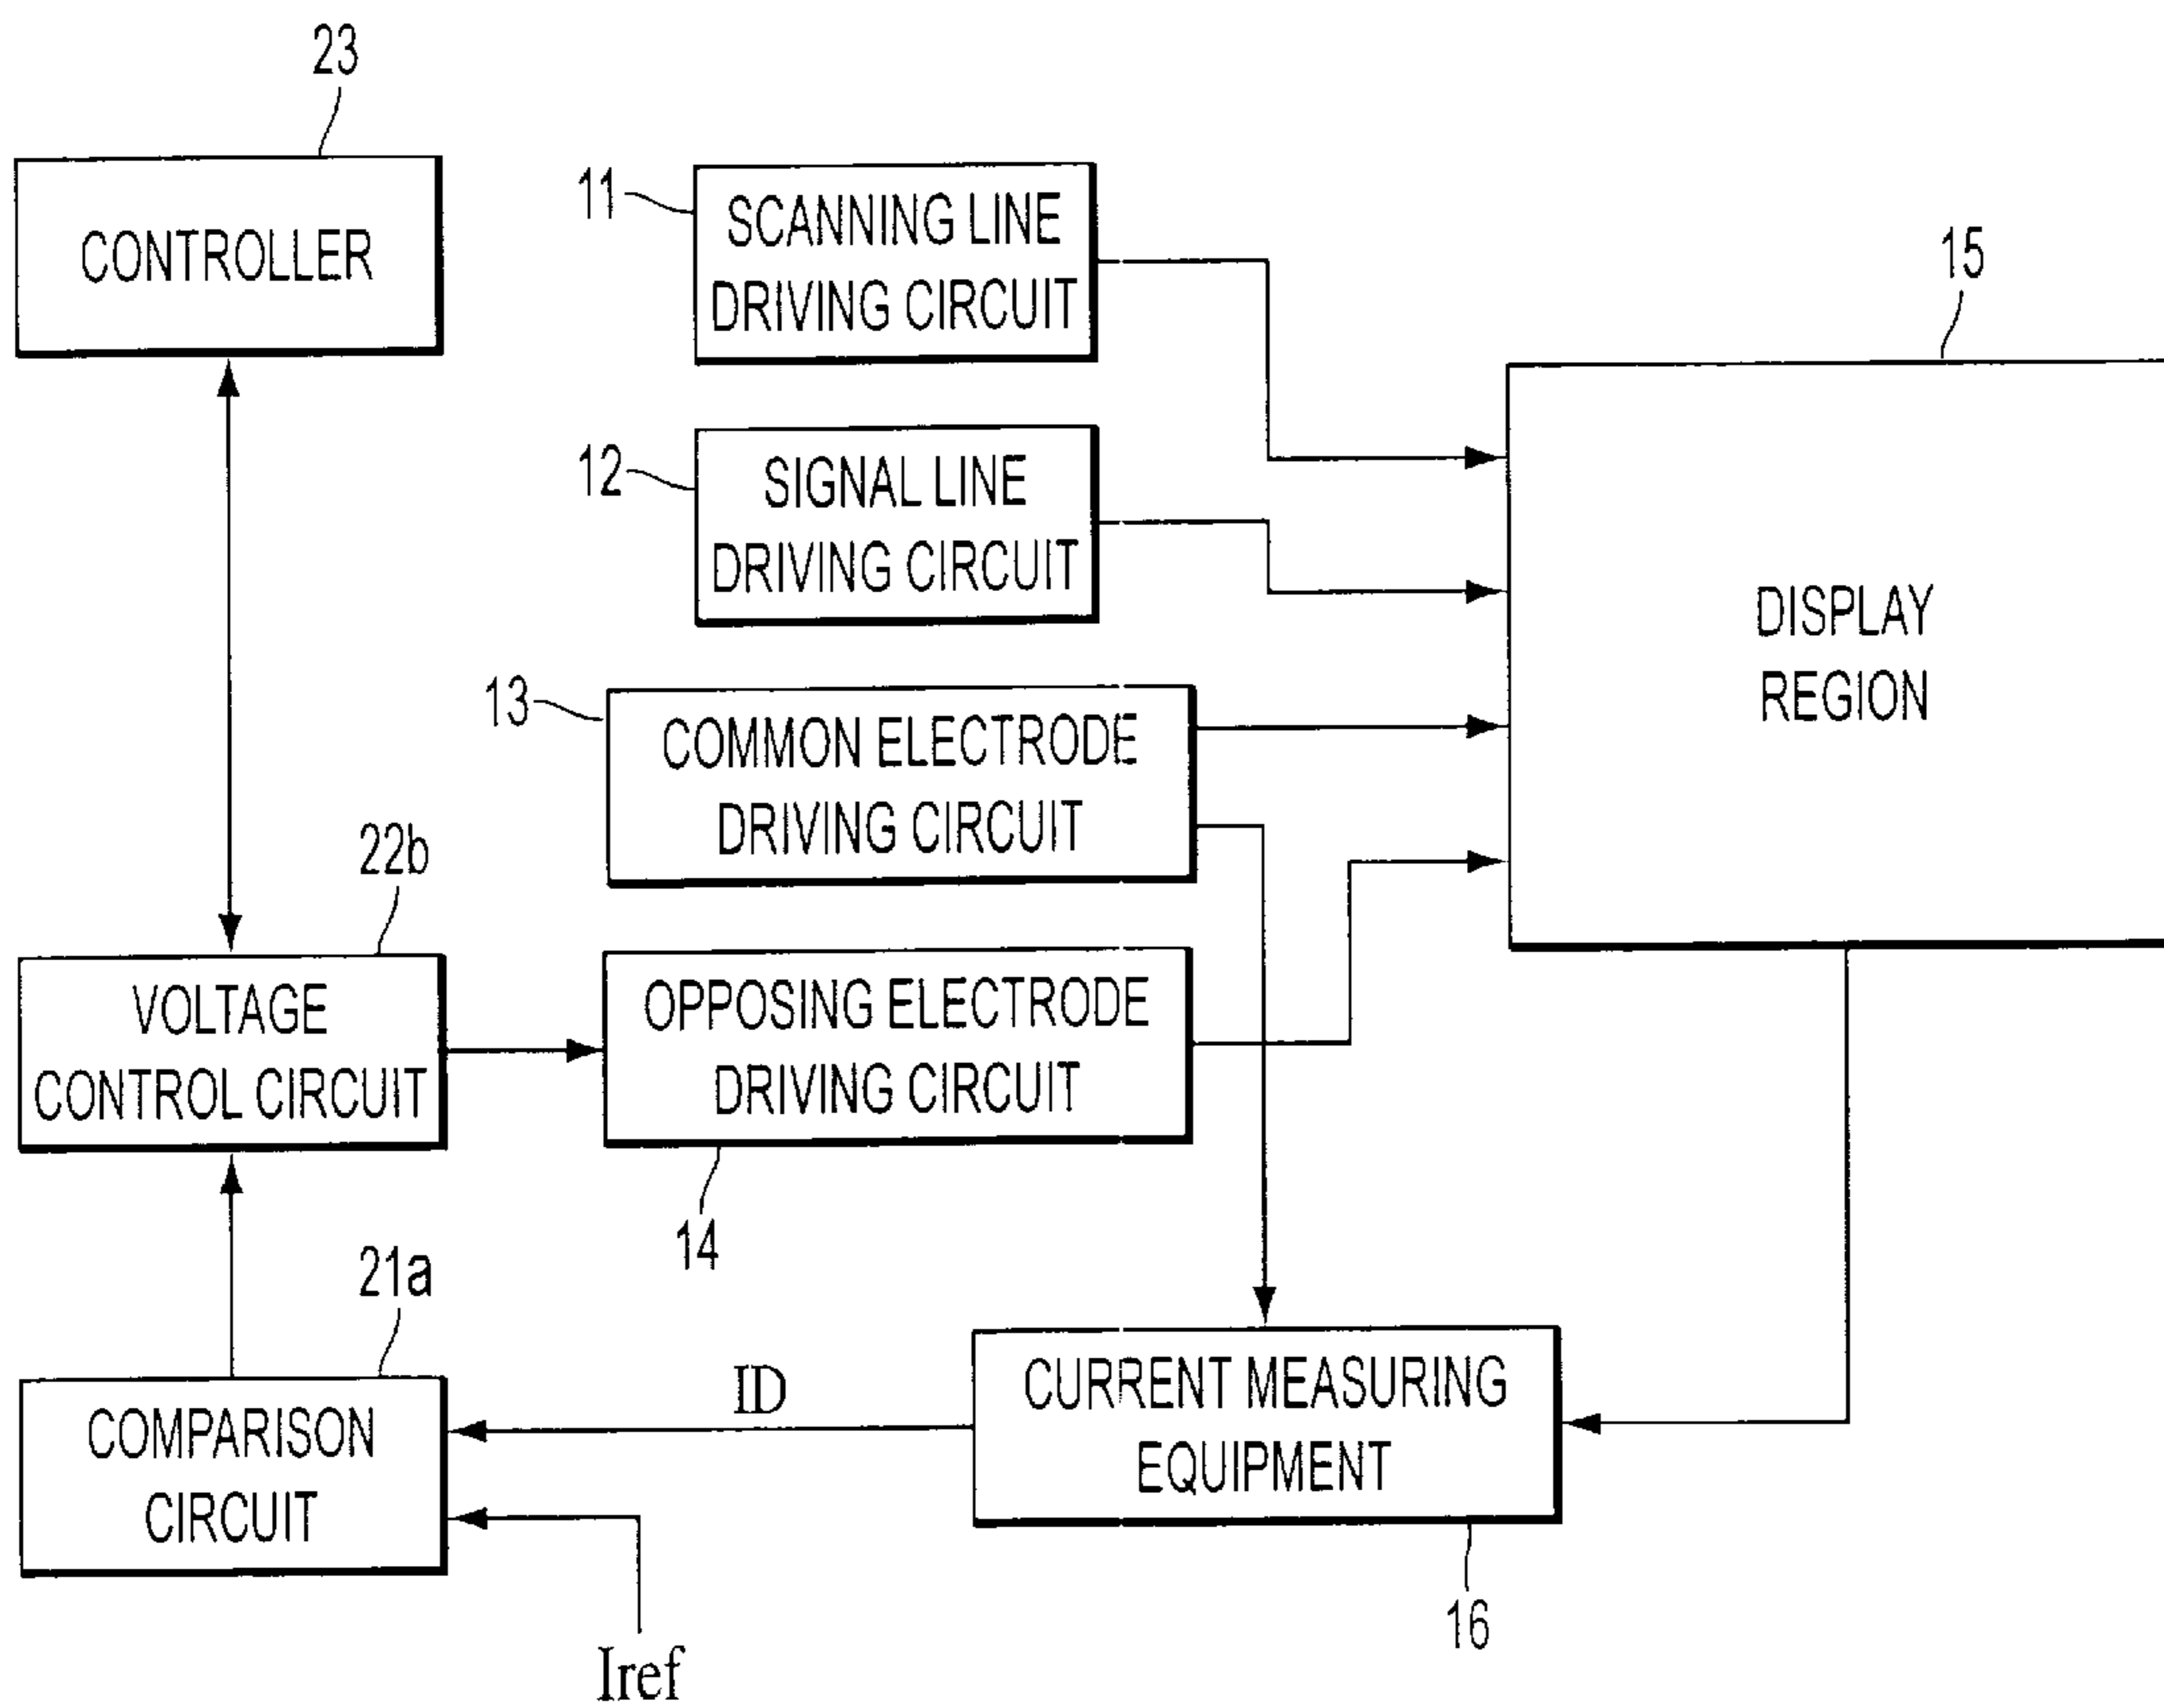 23
CONTROLLER
11
SCANNING LINE
DRIVING CIRCUIT
15
12
SIGNAL LINE
DRIVING CIRCUIT
DISPLAY
REGION
13
COMMON ELECTRODE
DRIVING CIRCUIT
22b
VOLTAGE
CONTROL CIRCUIT
OPPOSING ELECTRODE
DRIVING CIRCUIT
14
21a
COMPARISON
CIRCUIT
ID
CURRENT MEASURING
EQUIPMENT
16
Iref